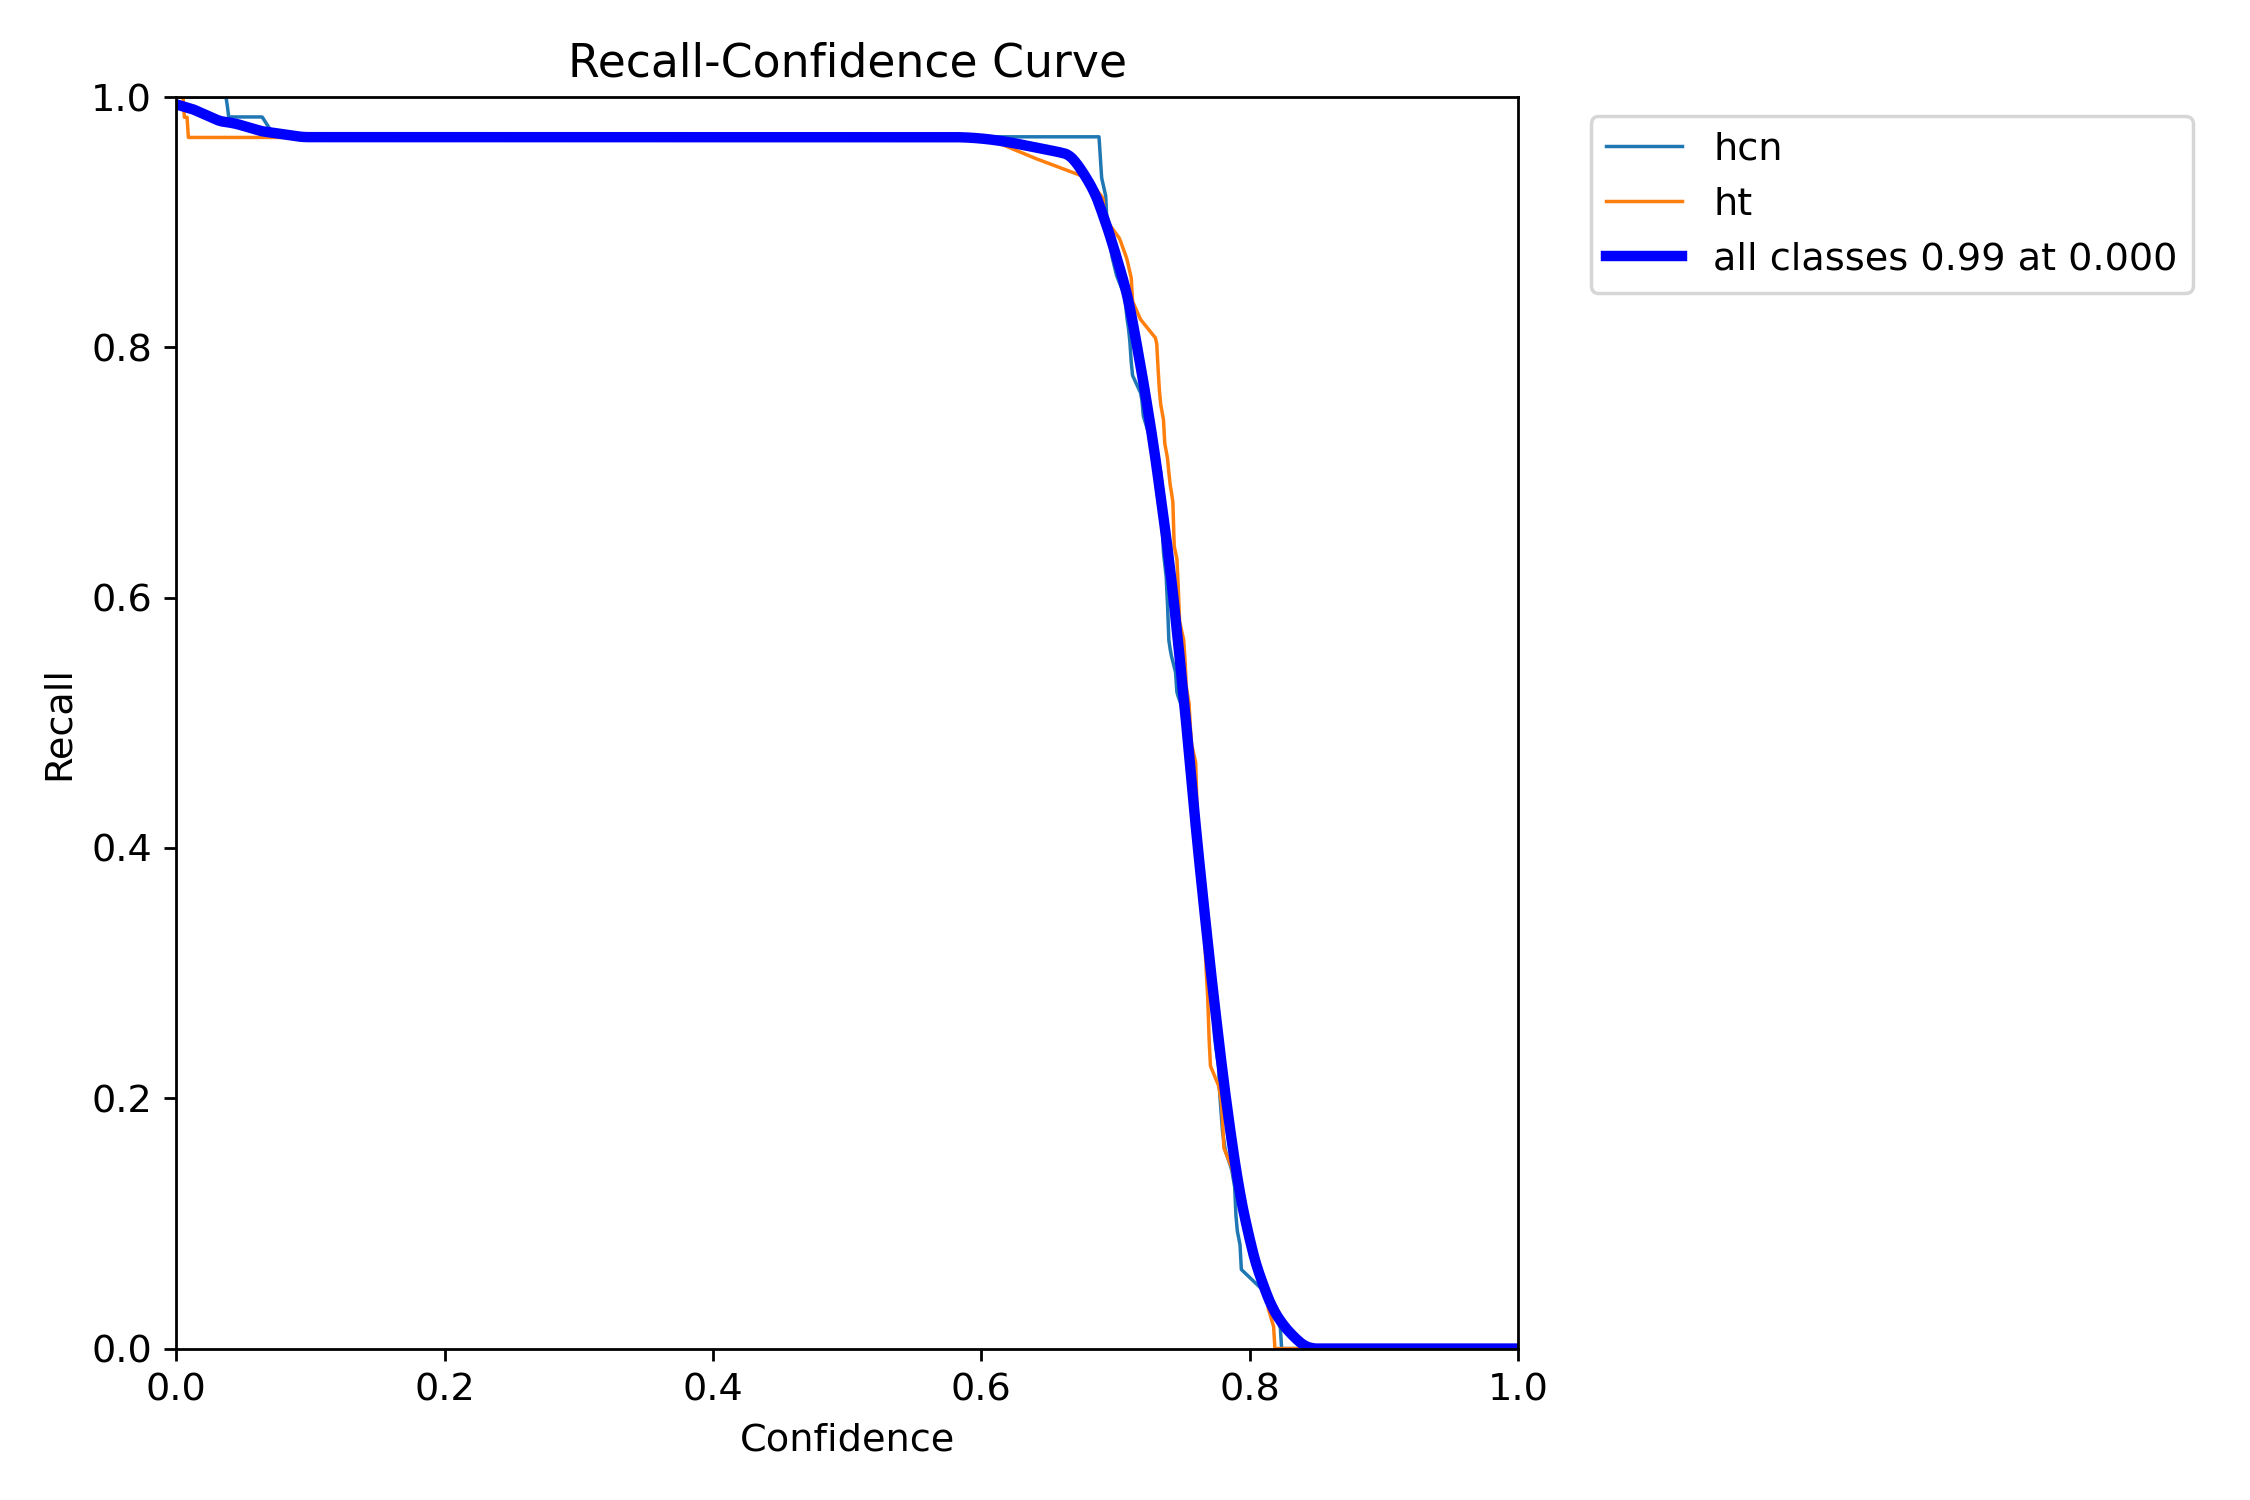 Recall-Confidence Curve
1.0
0.8
0.6
0.4
0.2
0.0
Recall
0.0 0.2 0.4 0.6 0.8 1.0
Confidence
hcn
ht
all classes 0.99 at 0.000